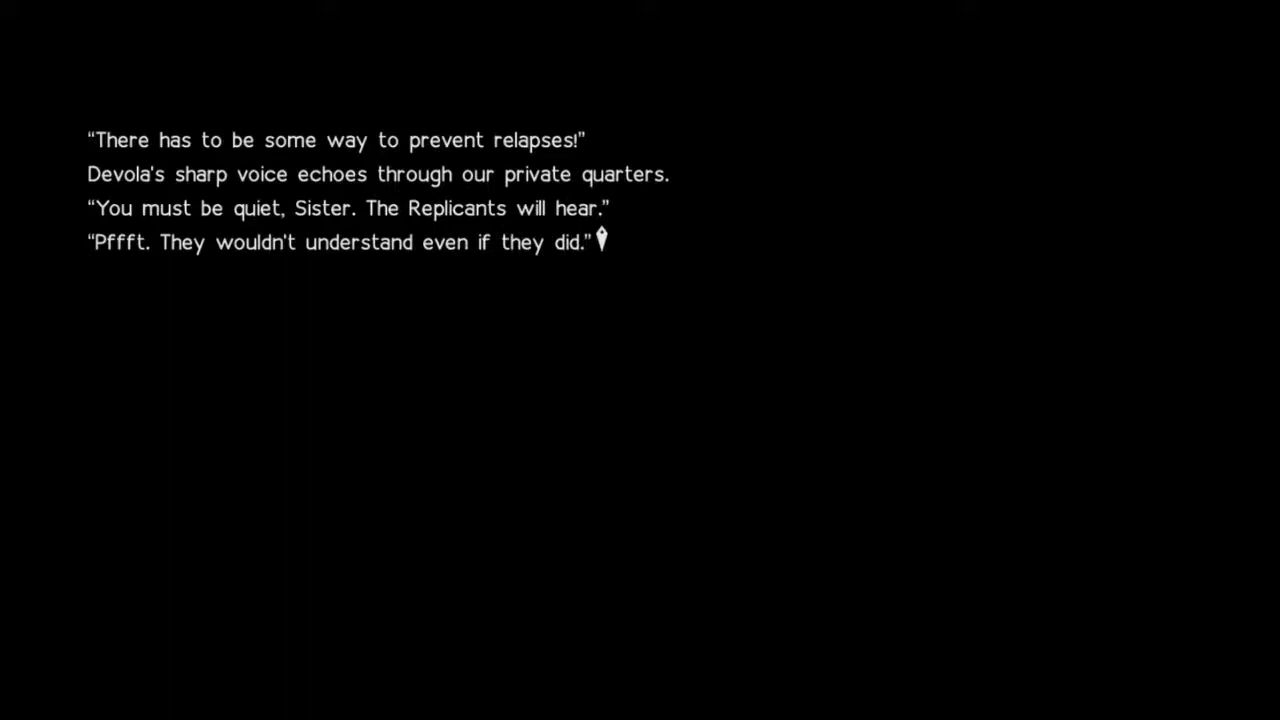 “There has to be some way to prevent relapses!”
Devola's sharp voice echoes through our private quarters.
“You must be quiet, Sister. The Replicants will hear.”
“Pffft. They wouldn't understand even if they did.”